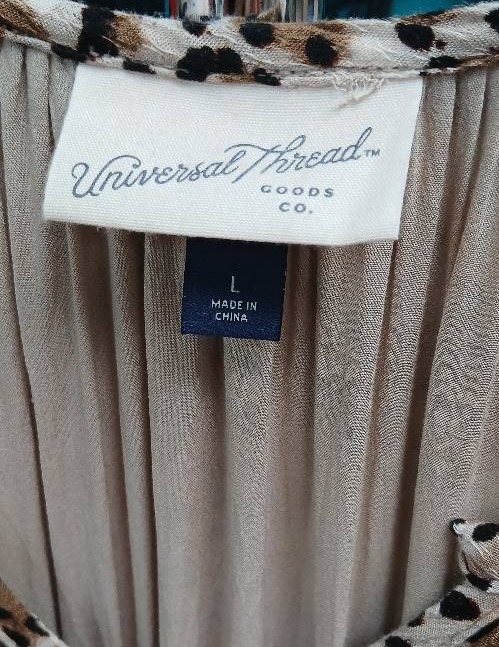 Universal Thread™
GOODS
CO.
L
MADE IN
CHINA